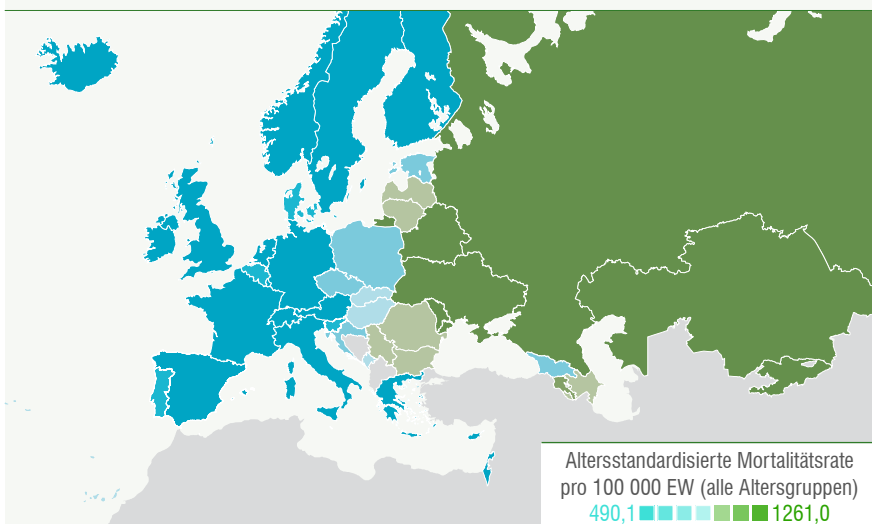 Altersstandardisierte Mortalitätsrate
pro 100 000 EW (alle Altersgruppen)
490,1 1261,0